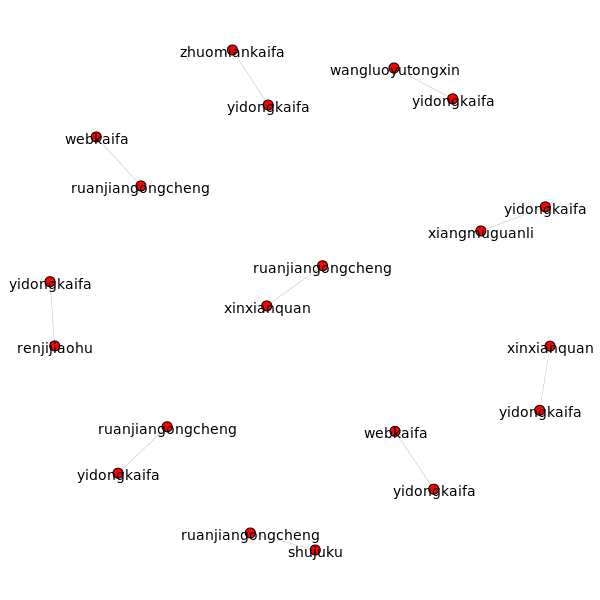 zhuomiankaifa
wangluoyutongxin
yidongkaifa
yidongkaifa
webkaifa
ruanjiangongcheng
yidongkaifa
xiangmuguanli
ruanjiangongcheng
yidongkaifa
xinxianquan
renjijiaohu
xinxianquan
yidongkaifa
ruanjiangongcheng
webkaifa
yidongkaifa
yidongkaifa
ruanjiangongcheng
shujuku